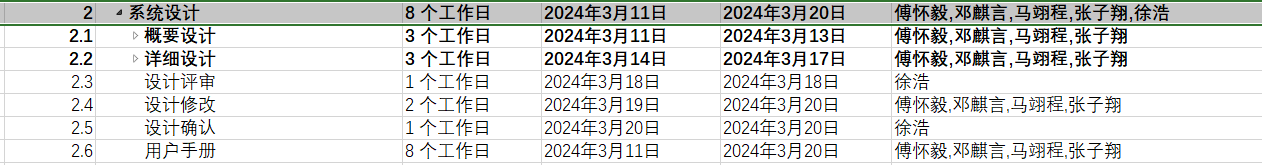 2 系统设计 8 个工作日 2024年3月11日 2024年3月20日 傅怀毅,邓麒言,马翊程,张子翔,徐浩
2.1 概要设计 3 个工作日 2024年3月11日 2024年3月13日 傅怀毅,邓麒言,马翊程,张子翔
2.2 详细设计 3 个工作日 2024年3月14日 2024年3月17日 傅怀毅,邓麒言,马翊程,张子翔
2.3 设计评审 1 个工作日 2024年3月18日 2024年3月18日 徐浩
2.4 设计修改 2 个工作日 2024年3月19日 2024年3月20日 傅怀毅,邓麒言,马翊程,张子翔
2.5 设计确认 1 个工作日 2024年3月20日 2024年3月20日 徐浩
2.6 用户手册 8 个工作日 2024年3月11日 2024年3月20日 傅怀毅,邓麒言,马翊程,张子翔